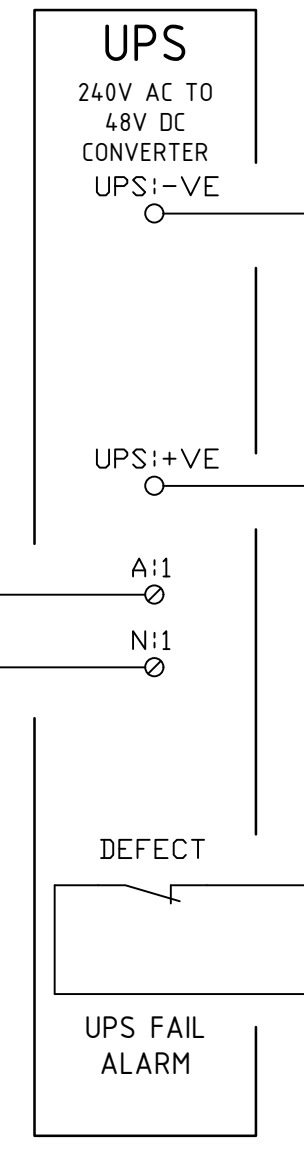 UPS
240V AC TO
48V DC
CONVERTER
UPS:-VE
UPS:+VE
A:1
N:1
DEFECT
UPS FAIL
ALARM